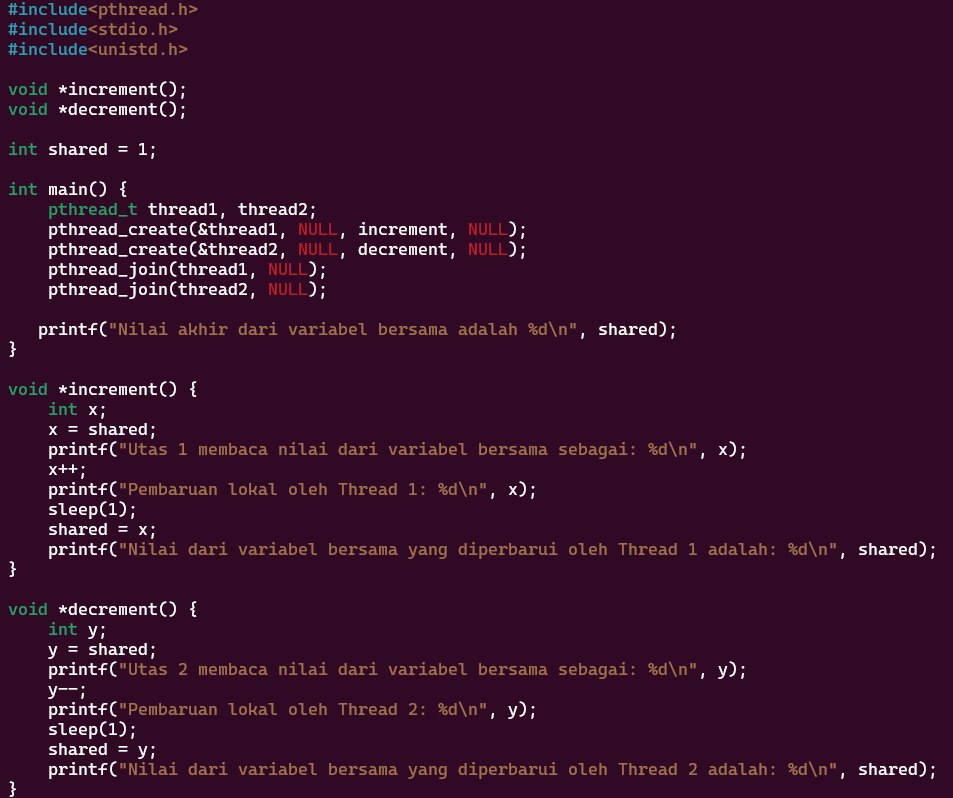 #include<pthread.h>
#include<stdio.h>
#include<unistd.h>

void *increment();
void *decrement();

int shared = 1;

int main() {
    pthread_t thread1, thread2;
    pthread_create(&thread1, NULL, increment, NULL);
    pthread_create(&thread2, NULL, decrement, NULL);
    pthread_join(thread1, NULL);
    pthread_join(thread2, NULL);

   printf("Nilai akhir dari variabel bersama adalah %d\n", shared);
}

void *increment() {
    int x;
    x = shared;
    printf("Utas 1 membaca nilai dari variabel bersama sebagai: %d\n", x);
    x++;
    printf("Pembaruan lokal oleh Thread 1: %d\n", x);
    sleep(1);
    shared = x;
    printf("Nilai dari variabel bersama yang diperbarui oleh Thread 1 adalah: %d\n", shared);
}

void *decrement() {
    int y;
    y = shared;
    printf("Utas 2 membaca nilai dari variabel bersama sebagai: %d\n", y);
    y--;
    printf("Pembaruan lokal oleh Thread 2: %d\n", y);
    sleep(1);
    shared = y;
    printf("Nilai dari variabel bersama yang diperbarui oleh Thread 2 adalah: %d\n", shared);
}